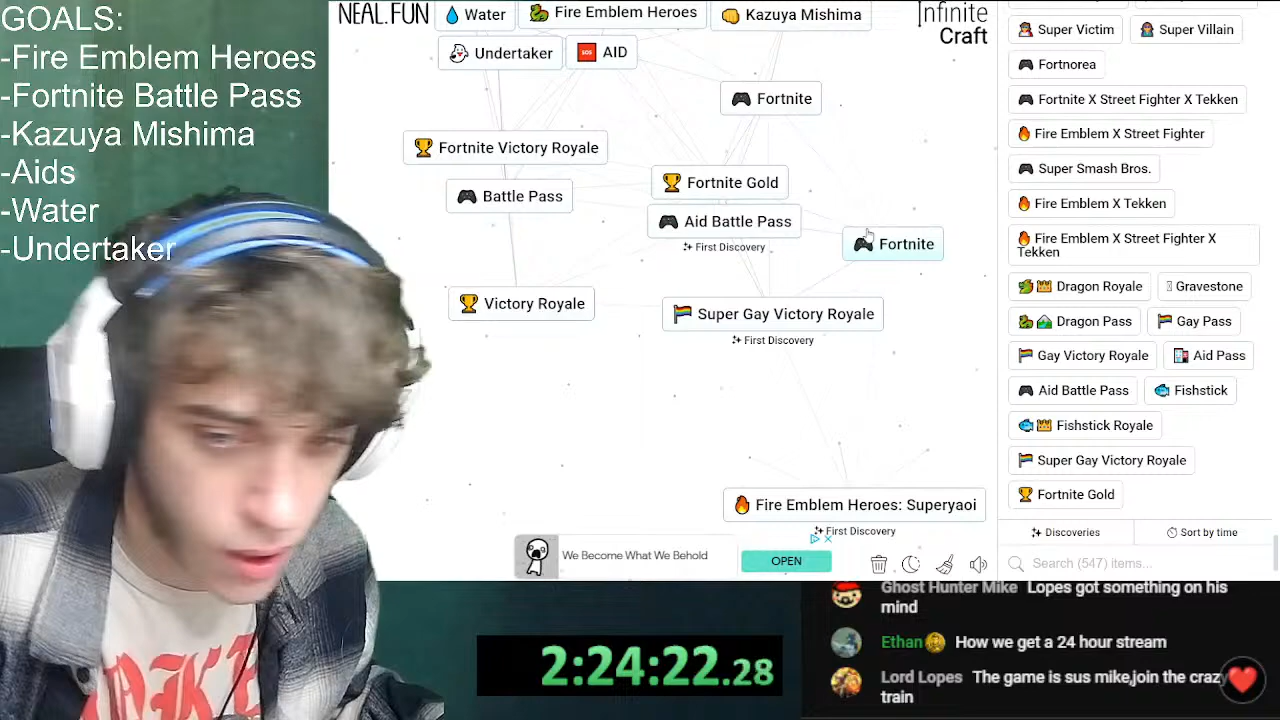 GOALS:
-Fire Emblem Heroes
-Fortnite Battle Pass
-Kazuya Mishima
-Aids
-Water
-Undertaker
NEAL.FUN
Water
Fire Emblem Heroes
Kazuya Mishima
Infinite
Craft
Undertaker
SOS
AID
Fortnite
Fortnite Victory Royale
Fortnite Gold
Battle Pass
Aid Battle Pass
First Discovery
Fortnite
Victory Royale
Super Gay Victory Royale
First Discovery
Fire Emblem Heroes: Superyaoi
First Discovery
We Become What We Behold
OPEN
Super Victim
Super Villain
Fortnorea
Fortnite X Street Fighter X Tekken
Fire Emblem X Street Fighter
Super Smash Bros.
Fire Emblem X Tekken
Fire Emblem X Street Fighter X
Tekken
Dragon Royale
Gravestone
Dragon Pass
Gay Pass
Gay Victory Royale
Aid Pass
Aid Battle Pass
Fishstick
Fishstick Royale
Super Gay Victory Royale
Fortnite Gold
Discoveries
Sort by time
Search (547) items...
2:24:22.28
Ghost Hunter Mike Lopes got something on his
mind
Ethan How we get a 24 hour stream
Lord Lopes The game is sus mike,join the crazy
train